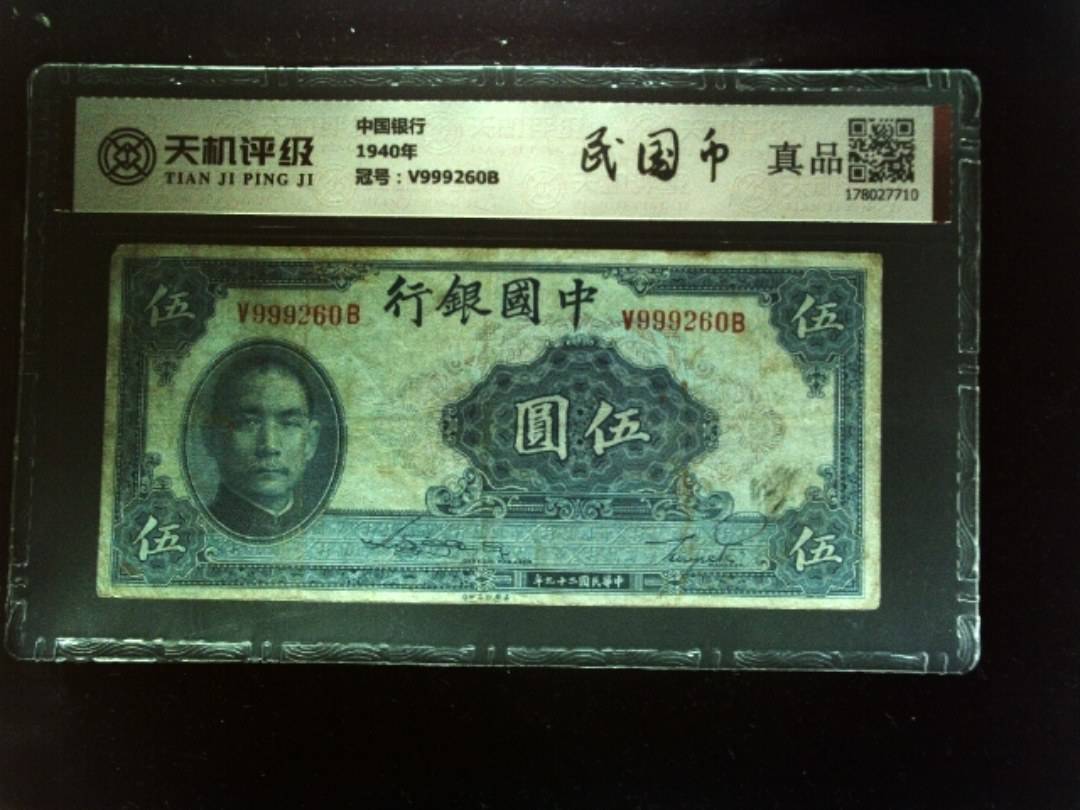 天机评级
TIAN JI PING JI
中国银行
1940年
冠号：V999260B
民国币
真品
178027710
行銀國中
V999260B
V999260B
伍
伍
圓伍
伍
伍
年九十二國民華中